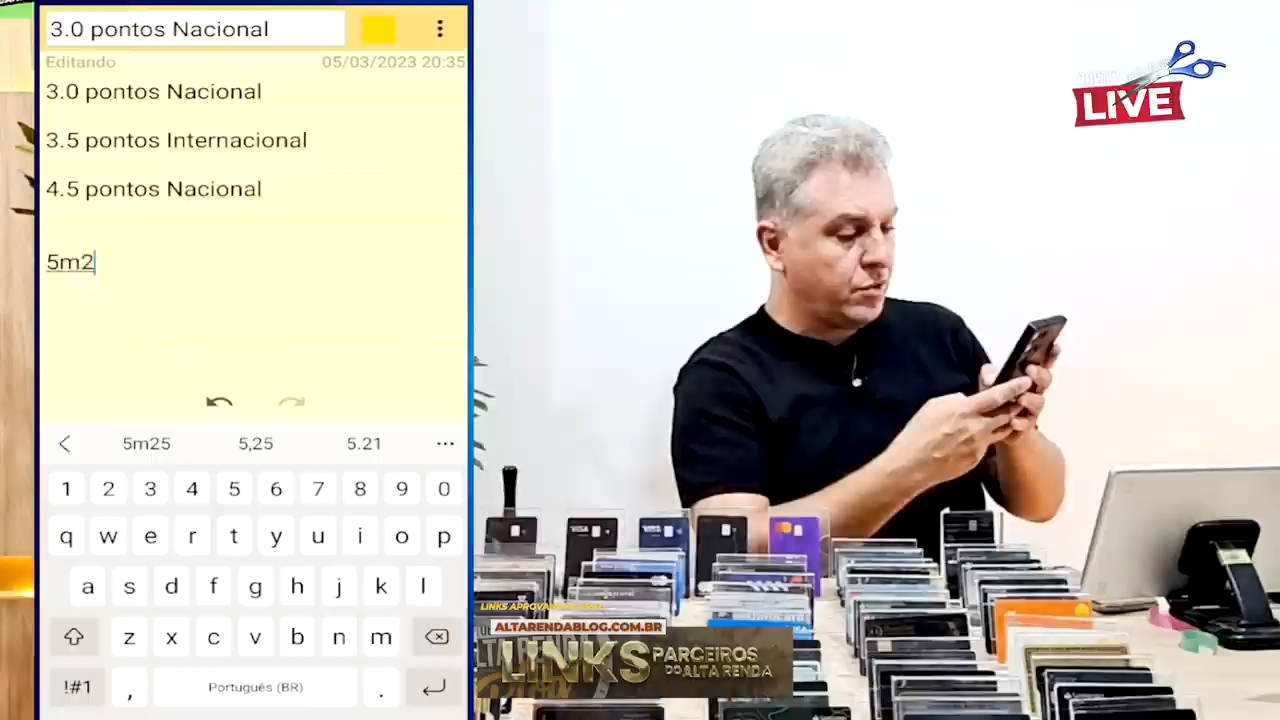 3.0 pontos Nacional
Editando 05/03/2023 20:35
3.0 pontos Nacional
3.5 pontos Internacional
4.5 pontos Nacional
5m2
5m25 5,25 5.21 ...
1 2 3 4 5 6 7 8 9 0
q w e r t y u i o p
a s d f g h j k l
z x c v b n m
!#1 , Português (BR) .
LIVE
ALTARENDABLOG.COM.BR
LINKS PARCEIROS
DO ALTA RENDA